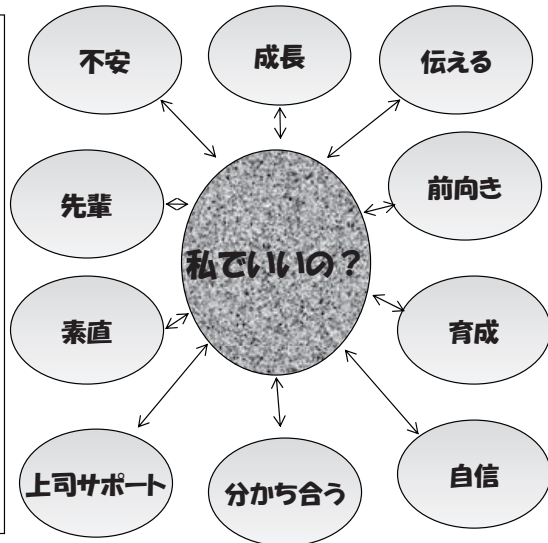 不安
成長
伝える
先輩
前向き
私でいいの？
素直
育成
上司サポート
分かち合う
自信